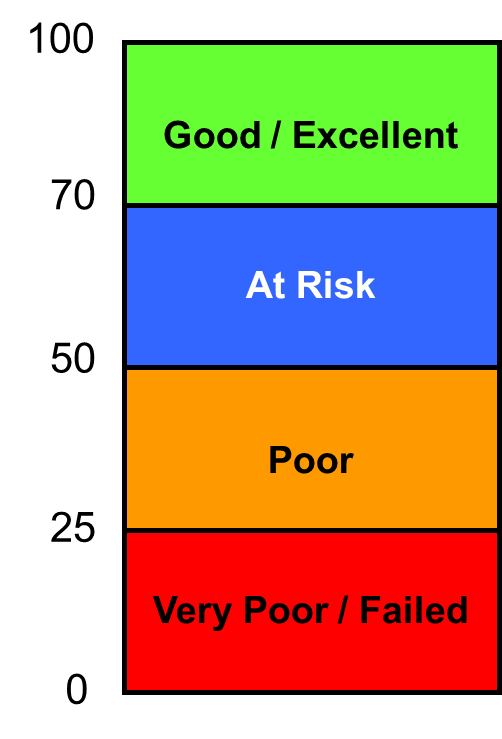 100
Good / Excellent
70
At Risk
50
Poor
25
Very Poor / Failed
0